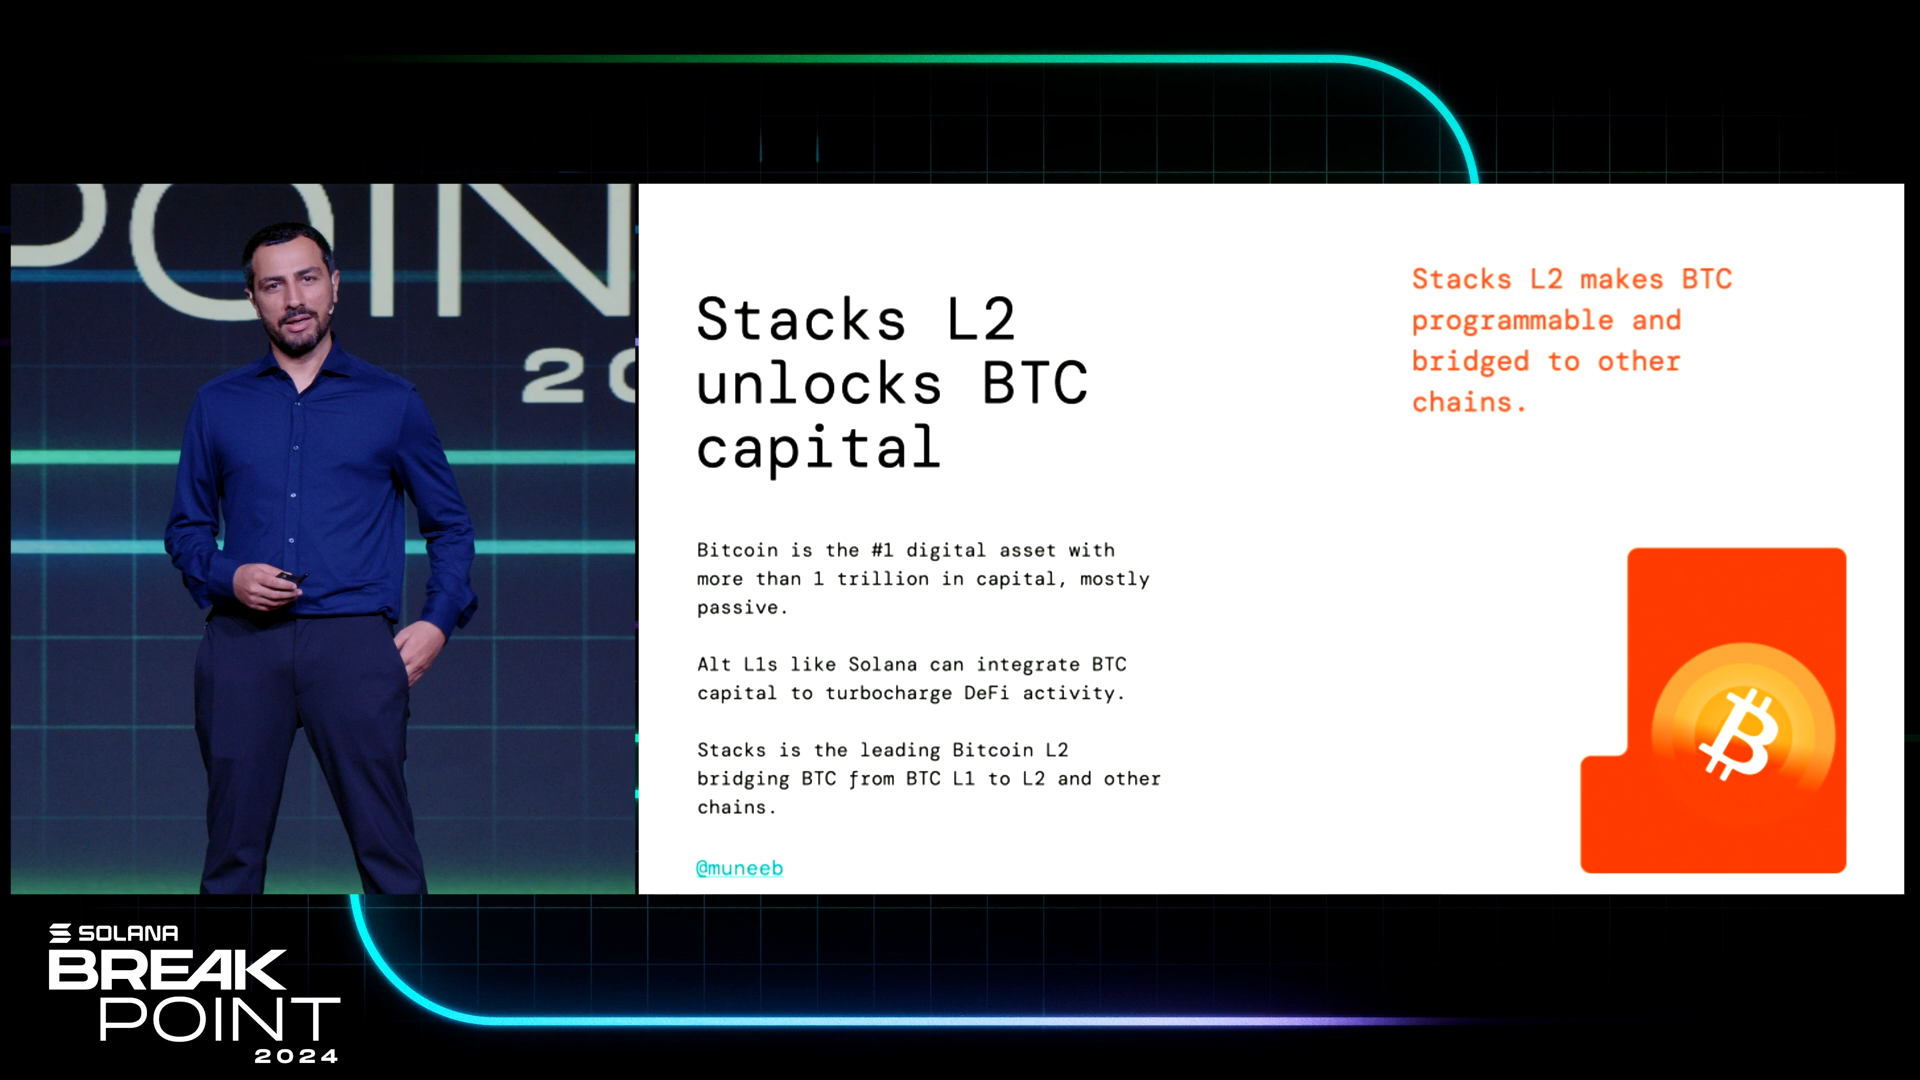 POIN
20
Stacks L2
unlocks BTC
capital
Bitcoin is the #1 digital asset with
more than 1 trillion in capital, mostly
passive.
Alt L1s like Solana can integrate BTC
capital to turbocharge DeFi activity.
Stacks is the leading Bitcoin L2
bridging BTC from BTC L1 to L2 and other
chains.
@muneeb
Stacks L2 makes BTC
programmable and
bridged to other
chains.
SOLANA
BREAK
POINT
2024